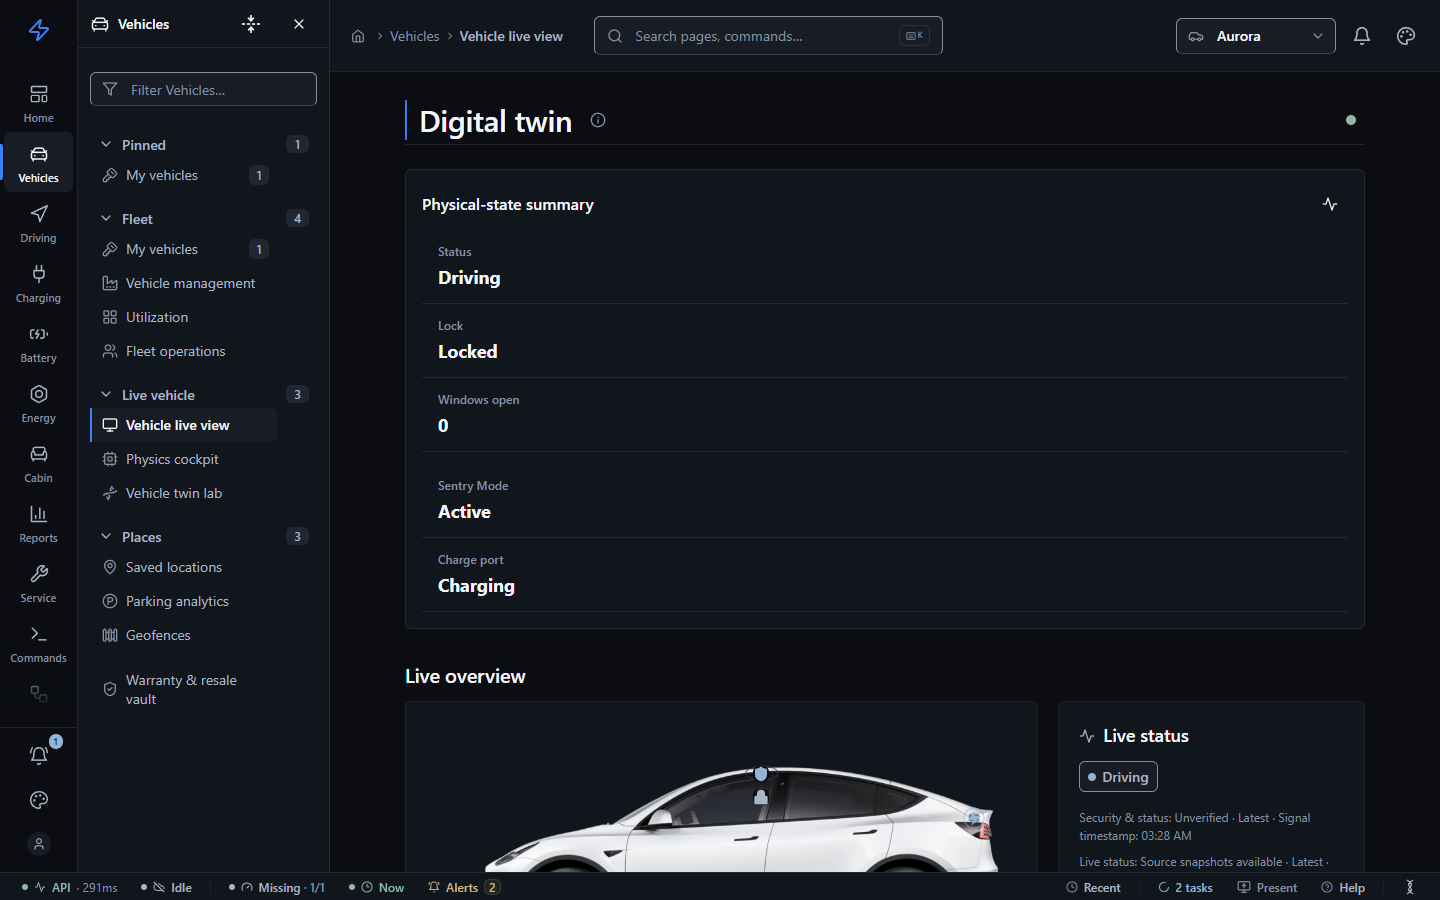 Vehicles
Vehicles
Vehicle live view
Search pages, commands...
K
Aurora
Home
Vehicles
Driving
Charging
Battery
Energy
Cabin
Reports
Service
Commands
1
Filter Vehicles...
Pinned
1
My vehicles
1
Fleet
4
My vehicles
1
Vehicle management
Utilization
Fleet operations
Live vehicle
3
Vehicle live view
Physics cockpit
Vehicle twin lab
Places
3
Saved locations
Parking analytics
Geofences
Warranty & resale
vault
Digital twin
Physical-state summary
Status
Driving
Lock
Locked
Windows open
0
Sentry Mode
Active
Charge port
Charging
Live overview
Live status
Driving
Security & status: Unverified · Latest · Signal
timestamp: 03:28 AM
Live status: Source snapshots available · Latest ·
API · 291ms
Idle
Missing · 1/1
Now
Alerts 2
Recent
2 tasks
Present
Help